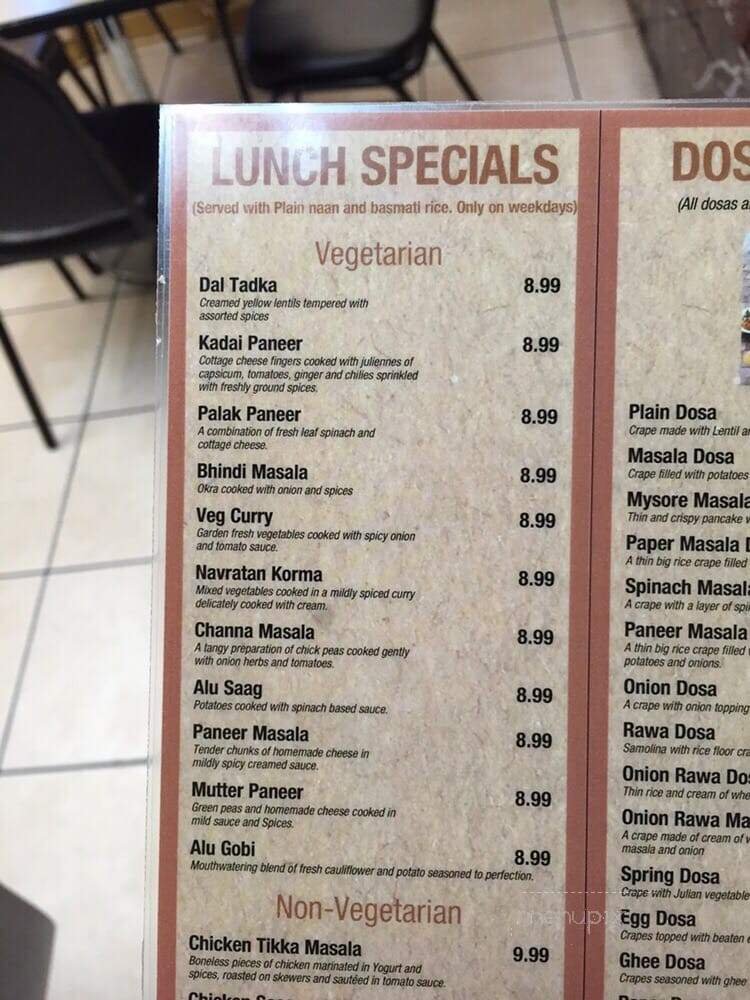 LUNCH SPECIALS
(Served with Plain naan and basmati rice. Only on weekdays)
Vegetarian
Dal Tadka 8.99
Creamed yellow lentils tempered with
assorted spices
Kadai Paneer 8.99
Cottage cheese fingers cooked with juliennes of
capsicum, tomatoes, ginger and chilies sprinkled
with freshly ground spices.
Palak Paneer 8.99
A combination of fresh leaf spinach and
cottage cheese.
Bhindi Masala 8.99
Okra cooked with onion and spices
Veg Curry 8.99
Garden fresh vegetables cooked with spicy onion
and tomato sauce.
Navratan Korma 8.99
Mixed vegetables cooked in a mildly spiced curry
delicately cooked with cream.
Channa Masala 8.99
A tangy preparation of chick peas cooked gently
with onion herbs and tomatoes.
Alu Saag 8.99
Potatoes cooked with spinach based sauce.
Paneer Masala 8.99
Tender chunks of homemade cheese in
mildly spicy creamed sauce.
Mutter Paneer 8.99
Green peas and homemade cheese cooked in
mild sauce and Spices.
Alu Gobi 8.99
Mouthwatering blend of fresh cauliflower and potato seasoned to perfection.
Non-Vegetarian
Chicken Tikka Masala 9.99
Boneless pieces of chicken marinated in Yogurt and
spices, roasted on skewers and sautéed in tomato sauce.
Chicken
DOS
(All dosas a
Plain Dosa
Crape made with Lentil
Masala Dosa
Crape filled with potatoes
Mysore Masala
Thin and crispy pancake
Paper Masala
A thin big rice crape filled
Spinach Masala
A crape with a layer of
Paneer Masala
A thin big rice crape filled
potatoes and onions.
Onion Dosa
A crape with onion topping
Rawa Dosa
Samolina with rice floor
Onion Rawa Dos
Thin rice and cream of
Onion Rawa Ma
A crape made of cream of
masala and onion
Spring Dosa
Crape with Julian vegetable
Egg Dosa
Crapes topped with beaten
Ghee Dosa
Crapes seasoned with ghee